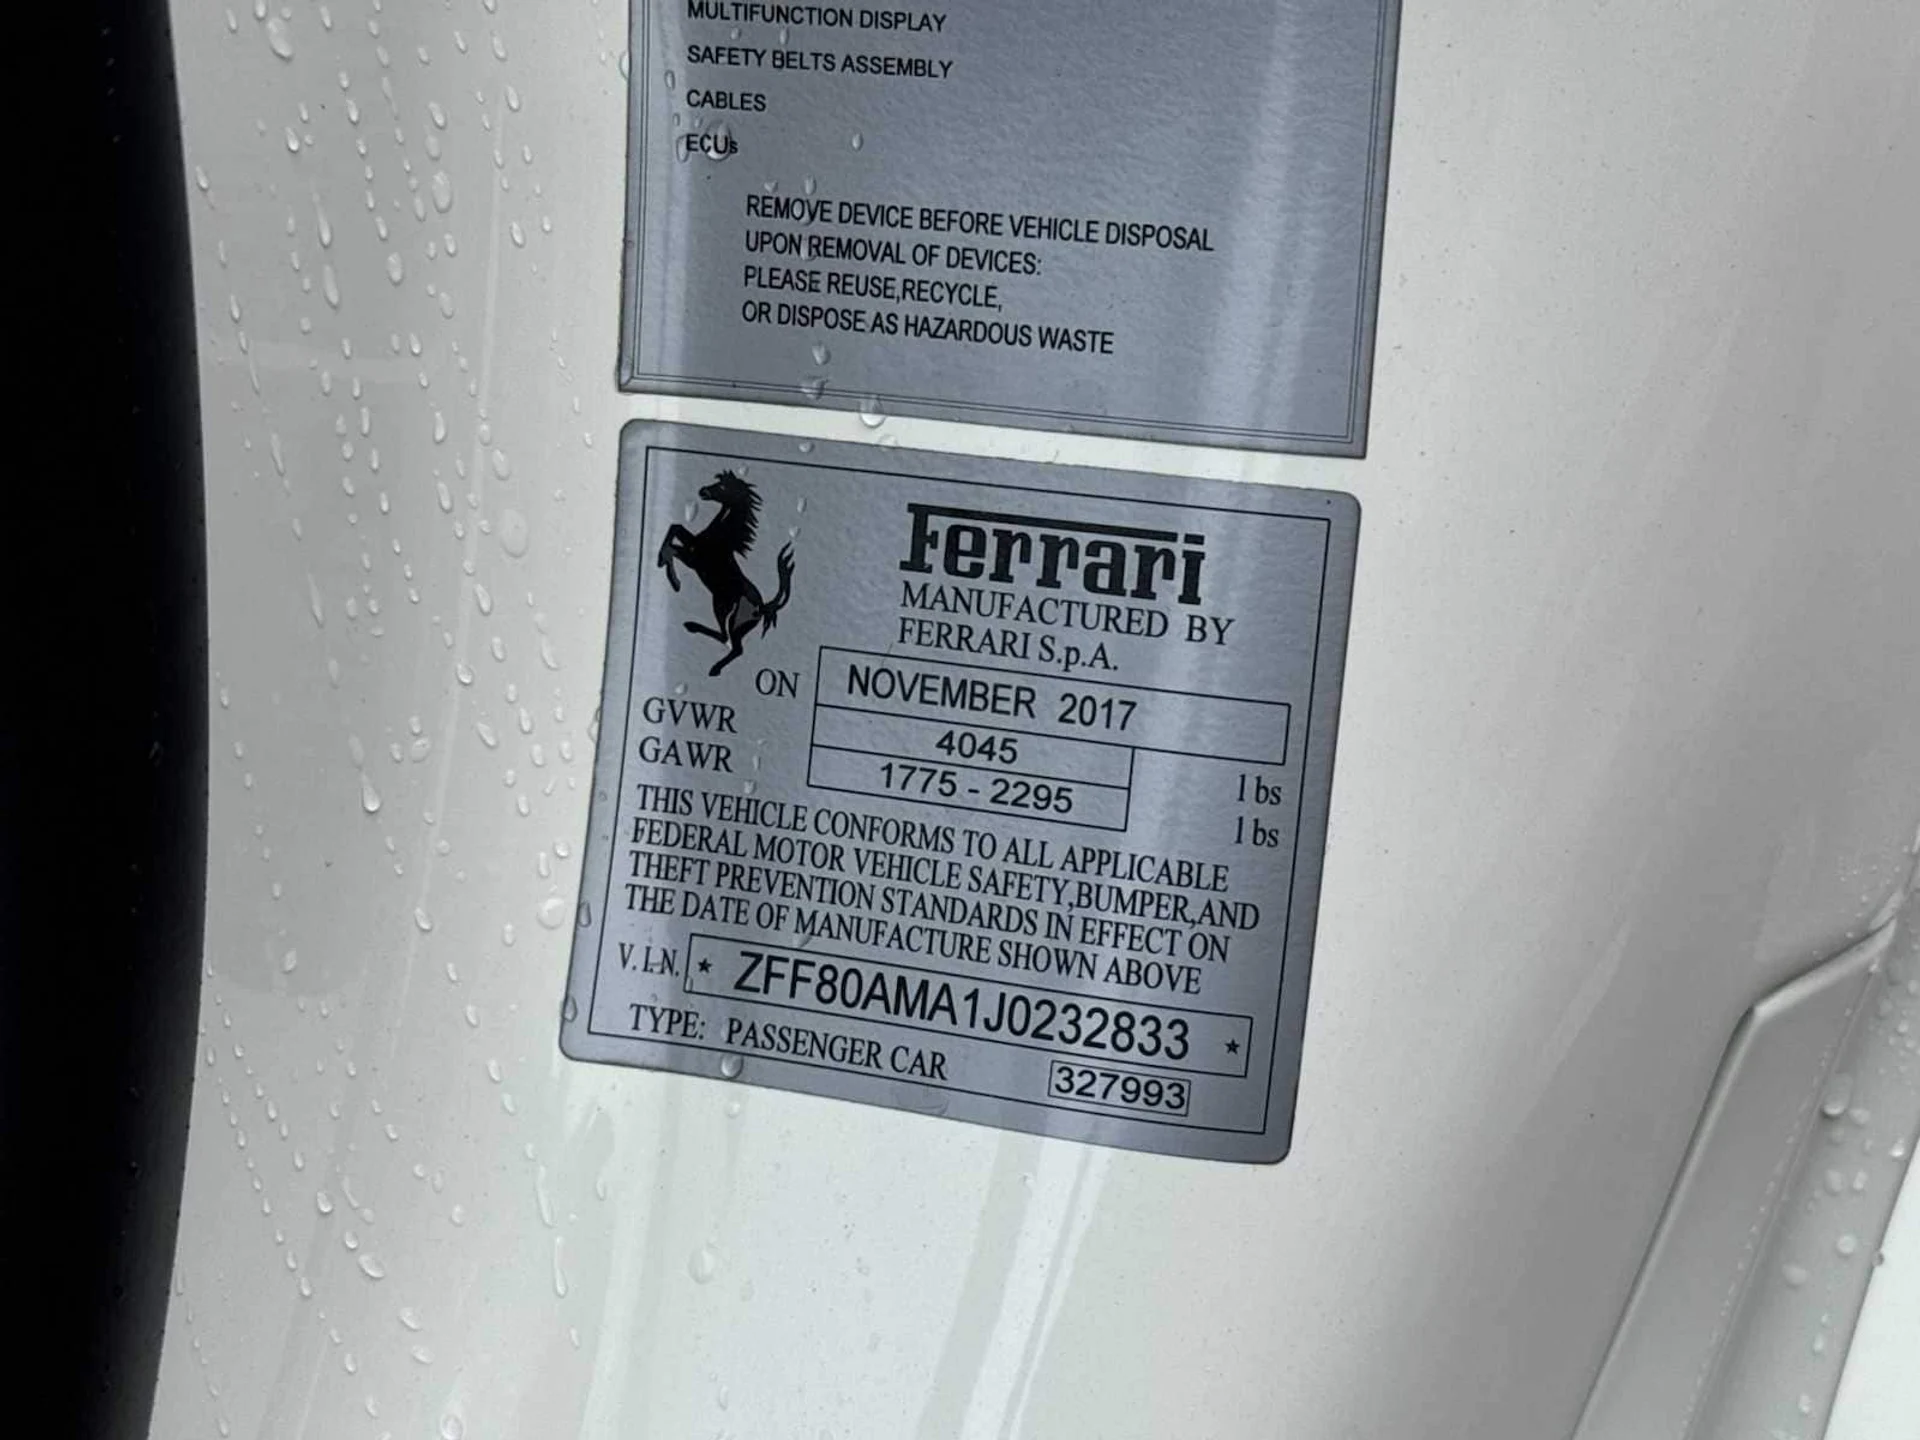 MULTIFUNCTION DISPLAY
SAFETY BELTS ASSEMBLY
CABLES
ECUs
REMOVE DEVICE BEFORE VEHICLE DISPOSAL
UPON REMOVAL OF DEVICES:
PLEASE REUSE,RECYCLE,
OR DISPOSE AS HAZARDOUS WASTE
Ferrari
MANUFACTURED BY
FERRARI S.p.A.
ON NOVEMBER 2017
GVWR 4045 lbs
GAWR 1775 - 2295 lbs
THIS VEHICLE CONFORMS TO ALL APPLICABLE
FEDERAL MOTOR VEHICLE SAFETY,BUMPER,AND
THEFT PREVENTION STANDARDS IN EFFECT ON
THE DATE OF MANUFACTURE SHOWN ABOVE
V.I.N. ★ ZFF80AMA1J0232833 ★
TYPE: PASSENGER CAR 327993